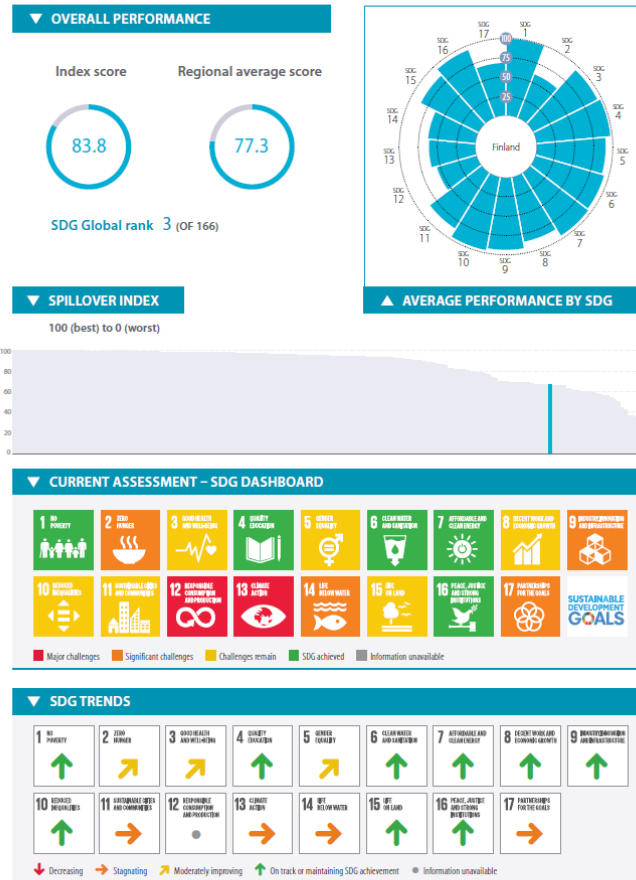 ▼ OVERALL PERFORMANCE
Index score
Regional average score
83.8
77.3
SDG Global rank 3 (OF 166)
SDG 1
SDG 2
SDG 3
SDG 4
SDG 5
SDG 6
SDG 7
SDG 8
SDG 9
SDG 10
SDG 11
SDG 12
SDG 13
SDG 14
SDG 15
SDG 16
SDG 17
100
75
50
25
Finland
▲ AVERAGE PERFORMANCE BY SDG
▼ SPILLOVER INDEX
100 (best) to 0 (worst)
100
80
60
40
20
0
▼ CURRENT ASSESSMENT – SDG DASHBOARD
1 NO POVERTY
2 ZERO HUNGER
3 GOOD HEALTH AND WELL-BEING
4 QUALITY EDUCATION
5 GENDER EQUALITY
6 CLEAN WATER AND SANITATION
7 AFFORDABLE AND CLEAN ENERGY
8 DECENT WORK AND ECONOMIC GROWTH
9 INDUSTRY, INNOVATION AND INFRASTRUCTURE
10 REDUCED INEQUALITIES
11 SUSTAINABLE CITIES AND COMMUNITIES
12 RESPONSIBLE CONSUMPTION AND PRODUCTION
13 CLIMATE ACTION
14 LIFE BELOW WATER
15 LIFE ON LAND
16 PEACE, JUSTICE AND STRONG INSTITUTIONS
17 PARTNERSHIPS FOR THE GOALS
SUSTAINABLE DEVELOPMENT GOALS
Major challenges Significant challenges Challenges remain SDG achieved Information unavailable
▼ SDG TRENDS
1 NO POVERTY
2 ZERO HUNGER
3 GOOD HEALTH AND WELL-BEING
4 QUALITY EDUCATION
5 GENDER EQUALITY
6 CLEAN WATER AND SANITATION
7 AFFORDABLE AND CLEAN ENERGY
8 DECENT WORK AND ECONOMIC GROWTH
9 INDUSTRY, INNOVATION AND INFRASTRUCTURE
10 REDUCED INEQUALITIES
11 SUSTAINABLE CITIES AND COMMUNITIES
12 RESPONSIBLE CONSUMPTION AND PRODUCTION
13 CLIMATE ACTION
14 LIFE BELOW WATER
15 LIFE ON LAND
16 PEACE, JUSTICE AND STRONG INSTITUTIONS
17 PARTNERSHIPS FOR THE GOALS
Decreasing Stagnating Moderately improving On track or maintaining SDG achievement Information unavailable